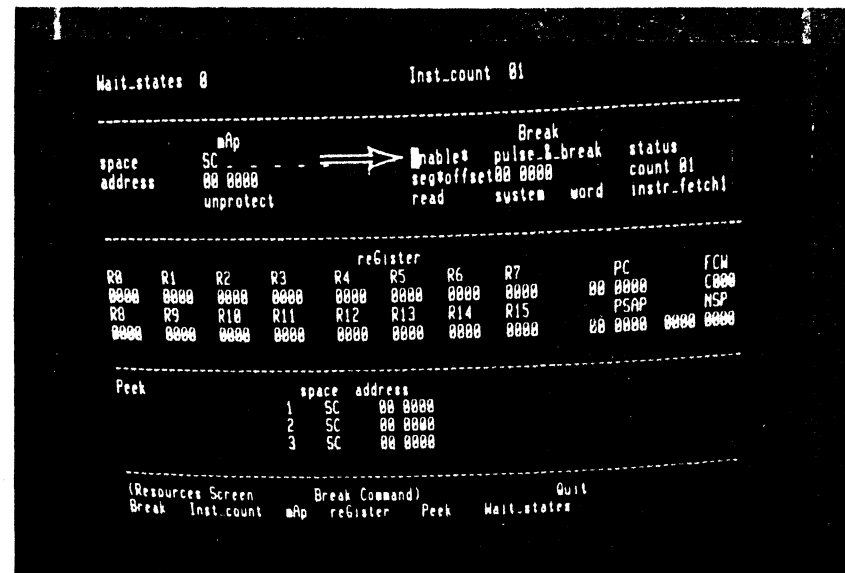 Wait_states 0 Inst_count 01
mAp Break
space SC _ _ _ _ _ nable* pulse_&_break status
address 00 0000 seg*offset00 0000 count 01
unprotect read system word instr_fetch1
reGister
R0 R1 R2 R3 R4 R5 R6 R7 PC FCW
0000 0000 0000 0000 0000 0000 0000 0000 00 0000 C000
R8 R9 R10 R11 R12 R13 R14 R15 PSAP NSP
0000 0000 0000 0000 0000 0000 0000 0000 00 0000 0000 0000
Peek space address
1 SC 00 0000
2 SC 00 0000
3 SC 00 0000
(Resources Screen Break Command) Quit
Break Inst_count mAp reGister Peek Wait_states